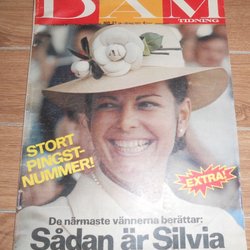 DAM
TIDNING
STORT
PINGST-
NUMMER!
EXTRA!
De närmaste vännerna berättar:
Sådan är Silvia